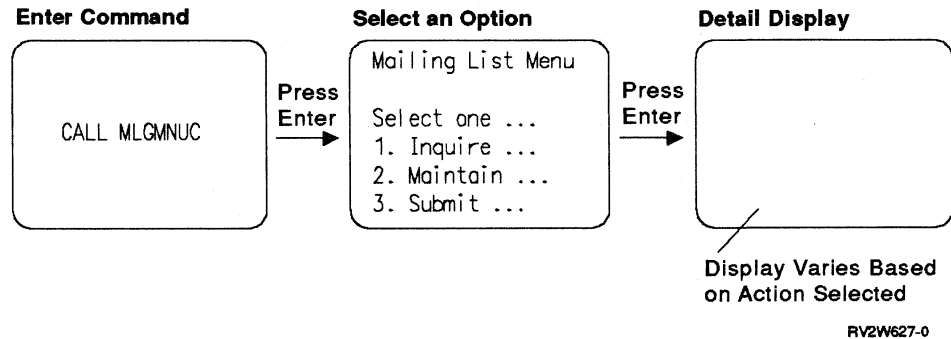 Enter Command
CALL MLGMNUC
Press
Enter
Select an Option
Mailing List Menu
Select one ...
1. Inquire ...
2. Maintain ...
3. Submit ...
Press
Enter
Detail Display
Display Varies Based
on Action Selected
RV2W627-0